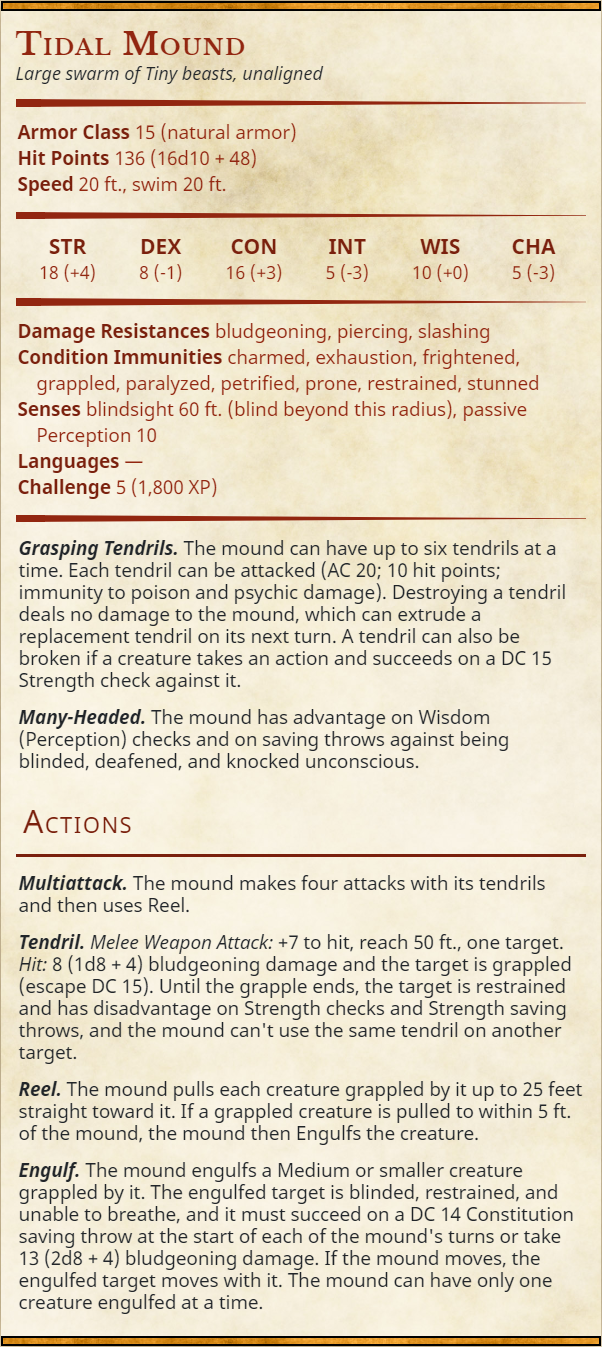 Tidal Mound
Large swarm of Tiny beasts, unaligned
Armor Class 15 (natural armor)
Hit Points 136 (16d10 + 48)
Speed 20 ft., swim 20 ft.
STR DEX CON INT WIS CHA
18 (+4) 8 (-1) 16 (+3) 5 (-3) 10 (+0) 5 (-3)
Damage Resistances bludgeoning, piercing, slashing
Condition Immunities charmed, exhaustion, frightened,
grappled, paralyzed, petrified, prone, restrained, stunned
Senses blindsight 60 ft. (blind beyond this radius), passive
Perception 10
Languages —
Challenge 5 (1,800 XP)
Grasping Tendrils. The mound can have up to six tendrils at a
time. Each tendril can be attacked (AC 20; 10 hit points;
immunity to poison and psychic damage). Destroying a tendril
deals no damage to the mound, which can extrude a
replacement tendril on its next turn. A tendril can also be
broken if a creature takes an action and succeeds on a DC 15
Strength check against it.
Many-Headed. The mound has advantage on Wisdom
(Perception) checks and on saving throws against being
blinded, deafened, and knocked unconscious.
Actions
Multiattack. The mound makes four attacks with its tendrils
and then uses Reel.
Tendril. Melee Weapon Attack: +7 to hit, reach 50 ft., one target.
Hit: 8 (1d8 + 4) bludgeoning damage and the target is grappled
(escape DC 15). Until the grapple ends, the target is restrained
and has disadvantage on Strength checks and Strength saving
throws, and the mound can't use the same tendril on another
target.
Reel. The mound pulls each creature grappled by it up to 25 feet
straight toward it. If a grappled creature is pulled to within 5 ft.
of the mound, the mound then Engulfs the creature.
Engulf. The mound engulfs a Medium or smaller creature
grappled by it. The engulfed target is blinded, restrained, and
unable to breathe, and it must succeed on a DC 14 Constitution
saving throw at the start of each of the mound's turns or take
13 (2d8 + 4) bludgeoning damage. If the mound moves, the
engulfed target moves with it. The mound can have only one
creature engulfed at a time.